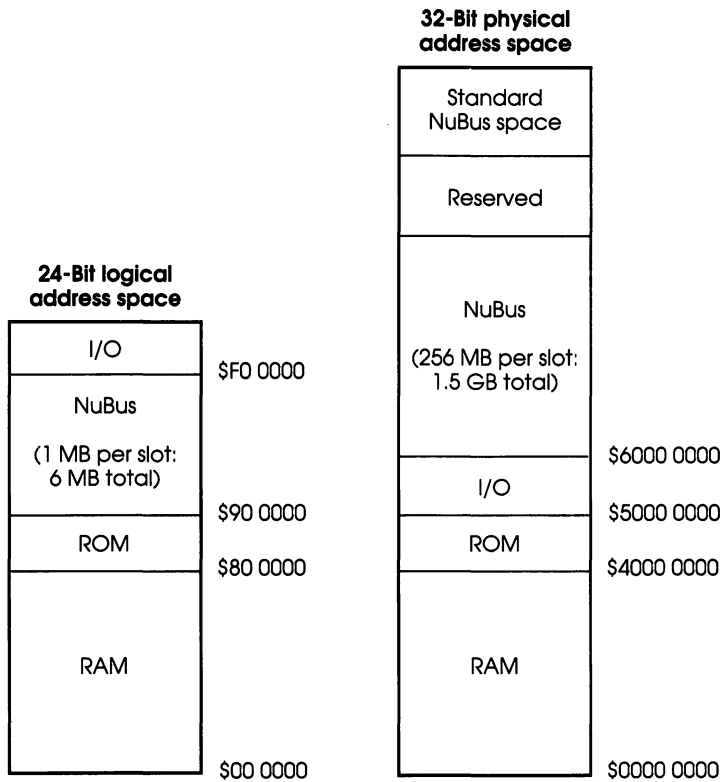 24-Bit logical
address space
I/O
$F0 0000
NuBus
(1 MB per slot:
6 MB total)
$90 0000
ROM
$80 0000
RAM
$00 0000
32-Bit physical
address space
Standard
NuBus space
Reserved
NuBus
(256 MB per slot:
1.5 GB total)
$6000 0000
I/O
$5000 0000
ROM
$4000 0000
RAM
$0000 0000